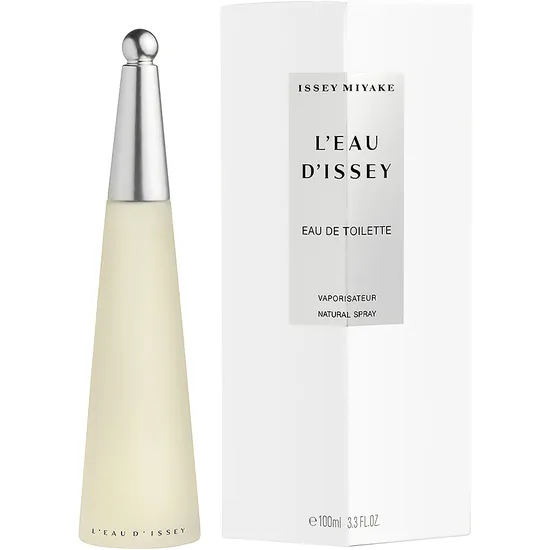 ISSEY MIYAKE
L'EAU
D'ISSEY
EAU DE TOILETTE
VAPORISATEUR
NATURAL SPRAY
L'EAU D'ISSEY
℮100ml 3.3 FL.OZ.